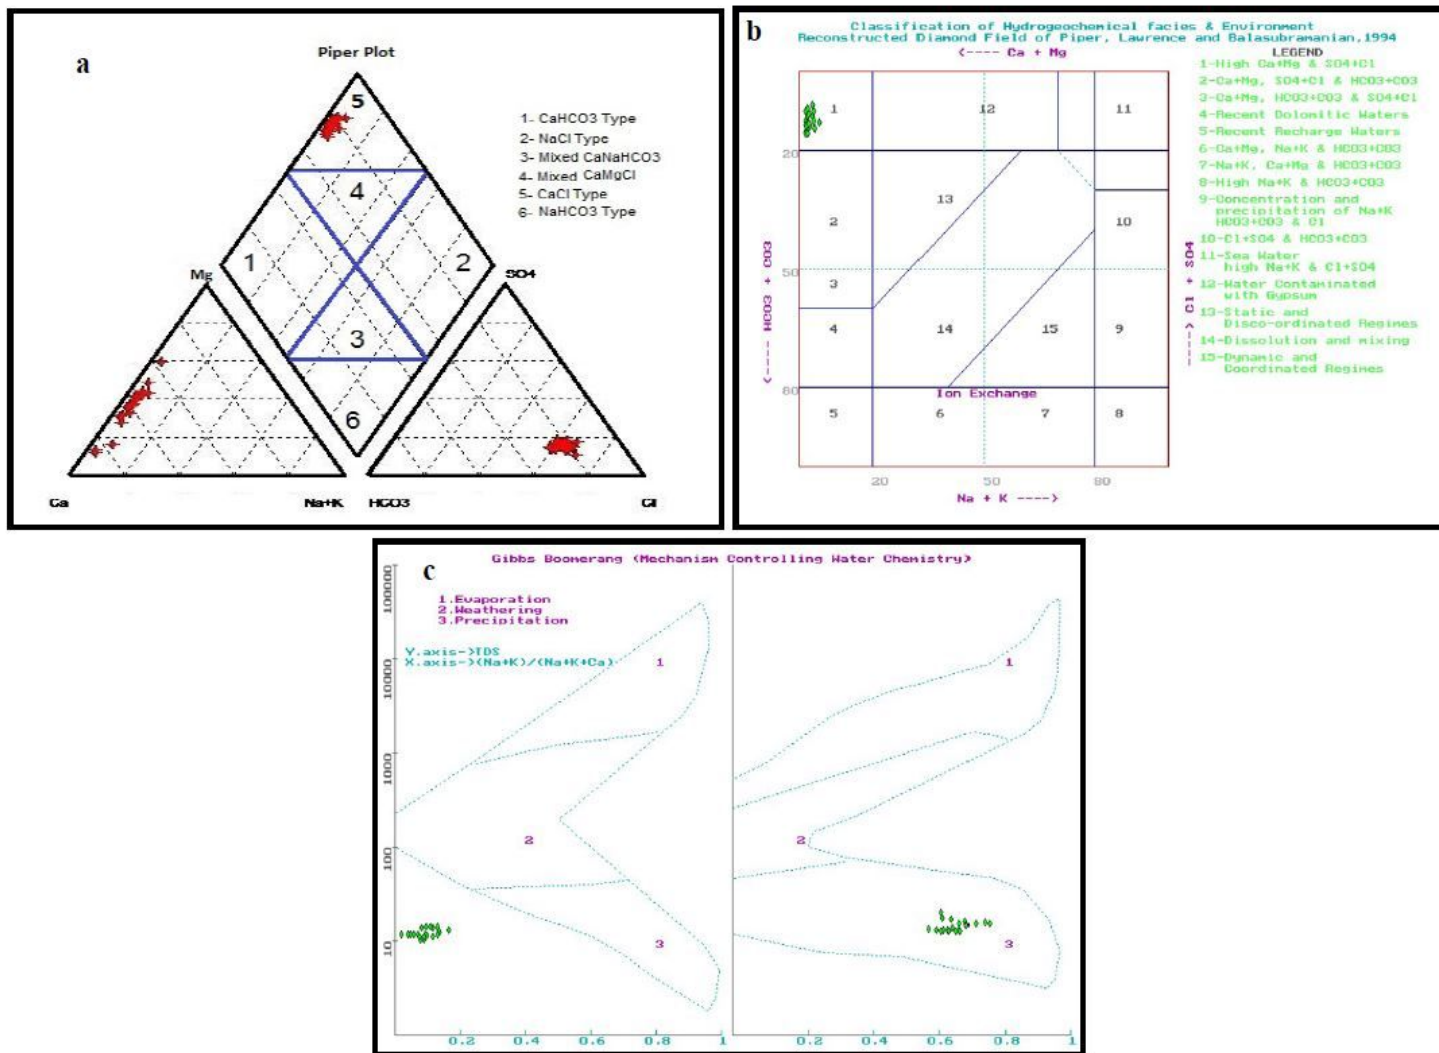 a
Piper Plot
5
4
1
2
3
6
Mg
SO4
Ca
Na+K
HCO3
Cl
1- CaHCO3 Type
2- NaCl Type
3- Mixed CaNaHCO3
4- Mixed CaMgCl
5- CaCl Type
6- NaHCO3 Type
b
Classification of Hydrogeochemical facies & Environment
Reconstructed Diamond Field of Piper, Lawrence and Balasubramanian,1994
<---- Ca + Mg
1
12
11
20
13
2
10
50
3
4
14
15
9
80
Ion Exchange
5
6
7
8
20
50
80
Na + K ---->
<---- HCO3 + CO3
----> Cl + SO4
LEGEND
1-High Ca+Mg & SO4+Cl
2-Ca+Mg, SO4+Cl & HCO3+CO3
3-Ca+Mg, HCO3+CO3 & SO4+Cl
4-Recent Dolomitic Waters
5-Recent Recharge Waters
6-Ca+Mg, Na+K & HCO3+CO3
7-Na+K, Ca+Mg & HCO3+CO3
8-High Na+K & HCO3+CO3
9-Concentration and
precipitation of Na+K
HCO3+CO3 & Cl
10-Cl+SO4 & HCO3+CO3
11-Sea Water
high Na+K & Cl+SO4
12-Water Contaminated
with Gypsum
13-Static and
Disco-ordinated Regimes
14-Dissolution and mixing
15-Dynamic and
Coordinated Regimes
c
Gibbs Boomerang (Mechanism Controlling Water Chemistry)
1.Evaporation
2.Weathering
3.Precipitation
Y.axis->TDS
X.axis->(Na+K)/(Na+K+Ca)
100000
10000
1000
100
10
1
2
3
1
2
3
0.2
0.4
0.6
0.8
1
0.2
0.4
0.6
0.8
1